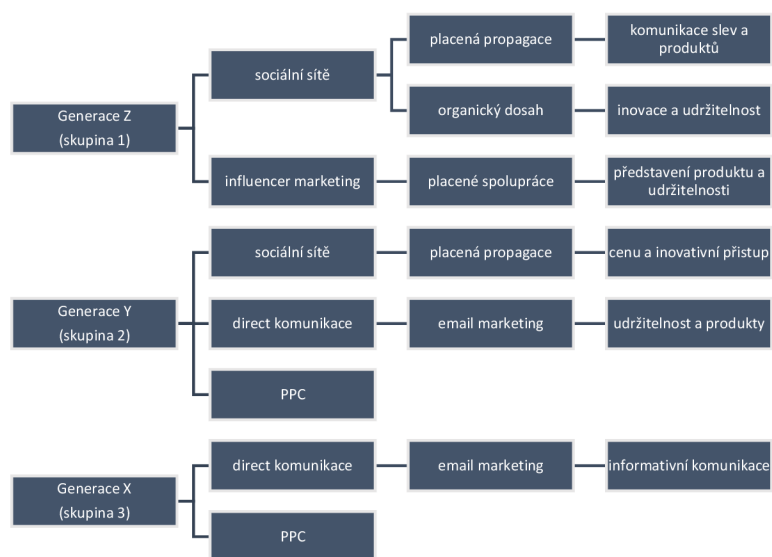 Generace Z
(skupina 1)
sociální sítě
placená propagace
komunikace slev a
produktů
organický dosah
inovace a udržitelnost
influencer marketing
placené spolupráce
představení produktu a
udržitelnosti
Generace Y
(skupina 2)
sociální sítě
placená propagace
cenu a inovativní přistup
direct komunikace
email marketing
udržitelnost a produkty
PPC
Generace X
(skupina 3)
direct komunikace
email marketing
informativní komunikace
PPC